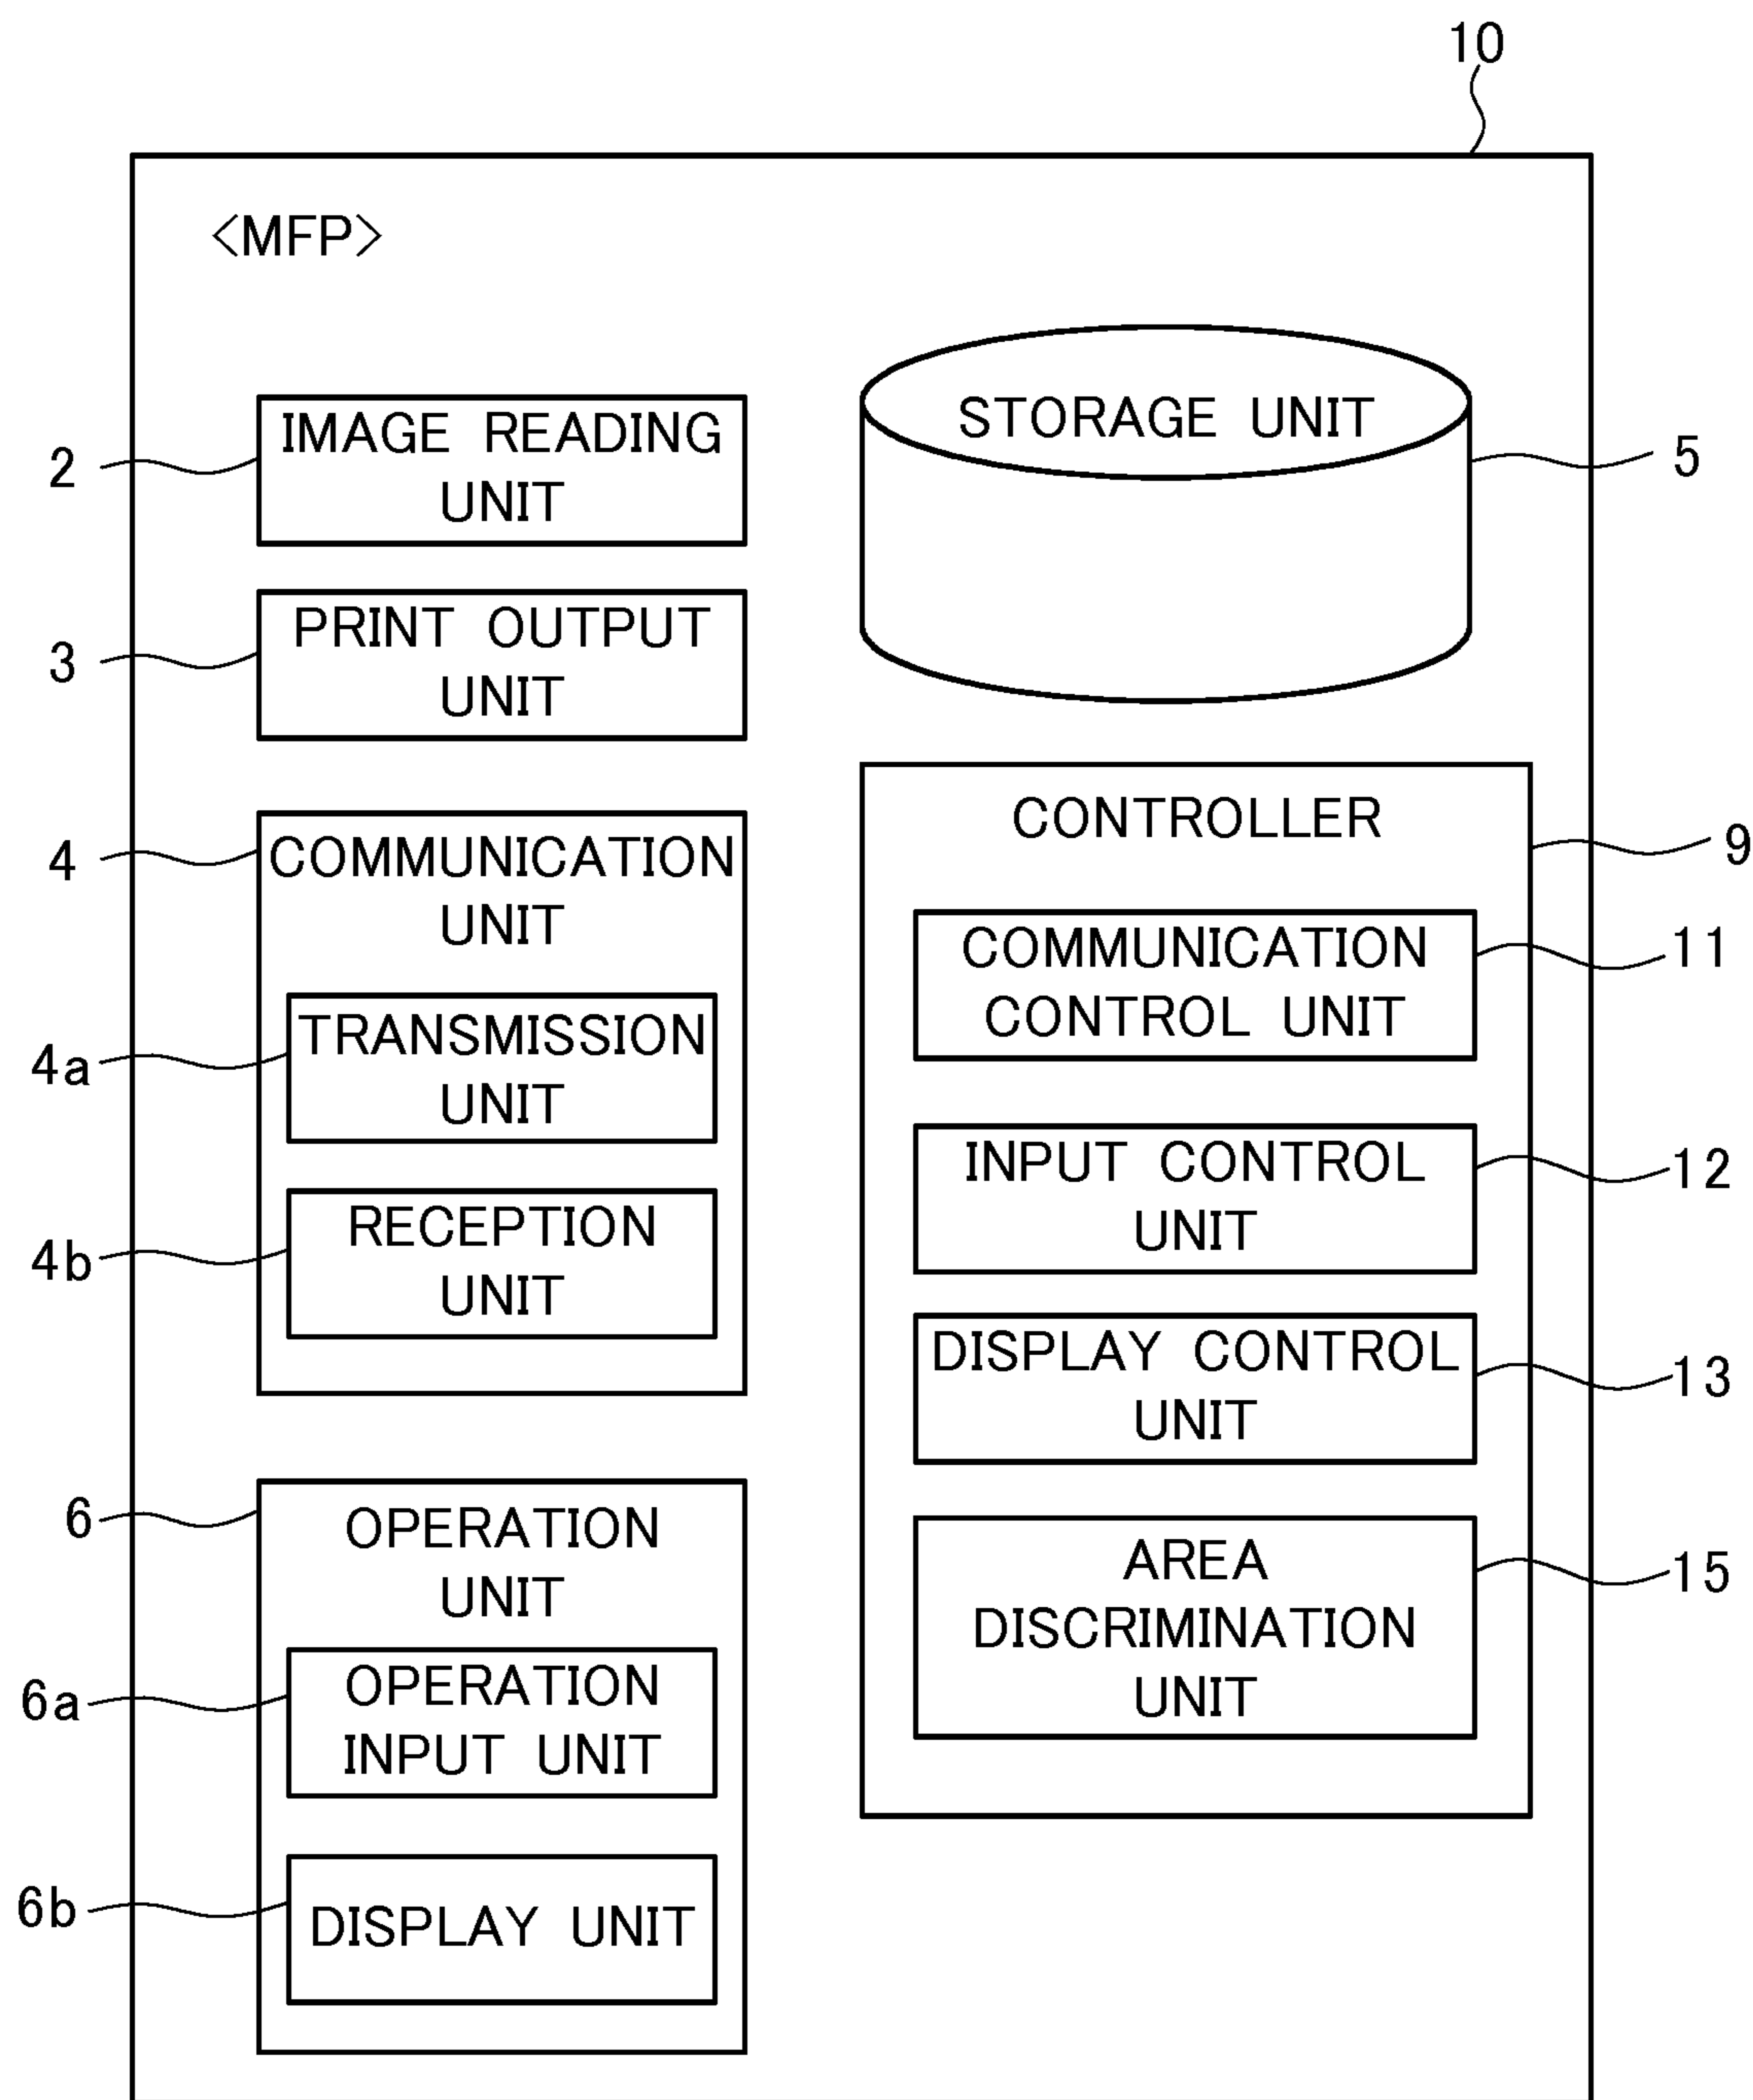 10
<MFP>
2
IMAGE READING
UNIT
3
PRINT OUTPUT
UNIT
4
COMMUNICATION
UNIT
4a
TRANSMISSION
UNIT
4b
RECEPTION
UNIT
6
OPERATION
UNIT
6a
OPERATION
INPUT UNIT
6b
DISPLAY UNIT
STORAGE UNIT
5
CONTROLLER
9
COMMUNICATION
CONTROL UNIT
11
INPUT CONTROL
UNIT
12
DISPLAY CONTROL
UNIT
13
AREA
DISCRIMINATION
UNIT
15